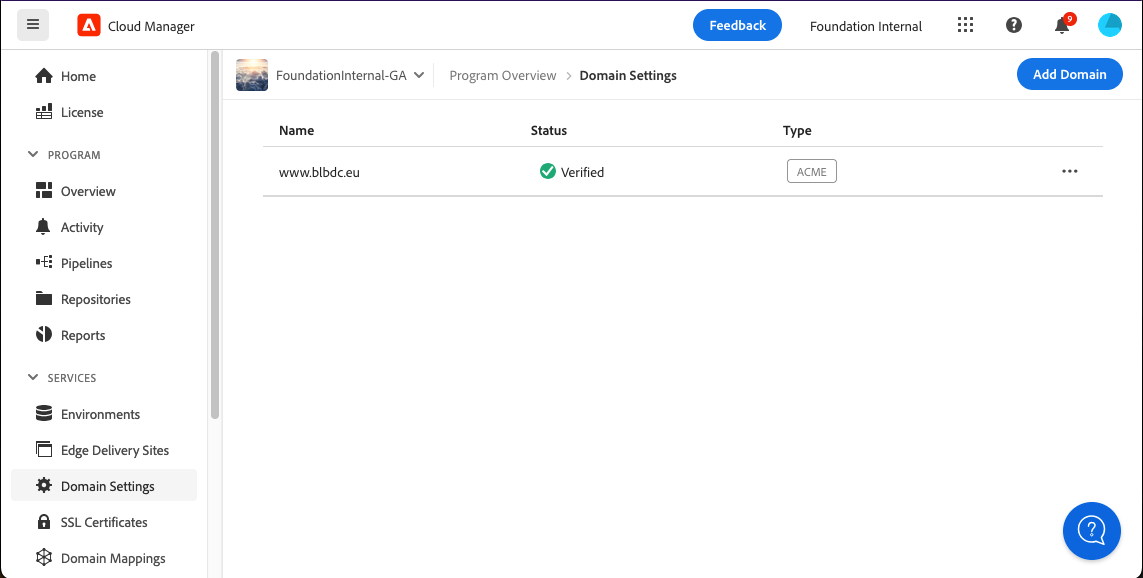 Cloud Manager
Feedback
Foundation Internal
9
Home
License
PROGRAM
Overview
Activity
Pipelines
Repositories
Reports
SERVICES
Environments
Edge Delivery Sites
Domain Settings
SSL Certificates
Domain Mappings
FoundationInternal-GA
Program Overview > Domain Settings
Add Domain
Name Status Type
www.blbdc.eu Verified ACME